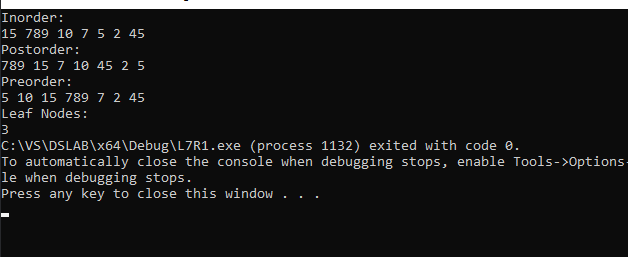 Inorder:
15 789 10 7 5 2 45
Postorder:
789 15 7 10 45 2 5
Preorder:
5 10 15 789 7 2 45
Leaf Nodes:
3
C:\VS\DSLAB\x64\Debug\L7R1.exe (process 1132) exited with code 0.
To automatically close the console when debugging stops, enable Tools->Options-
le when debugging stops.
Press any key to close this window . . .